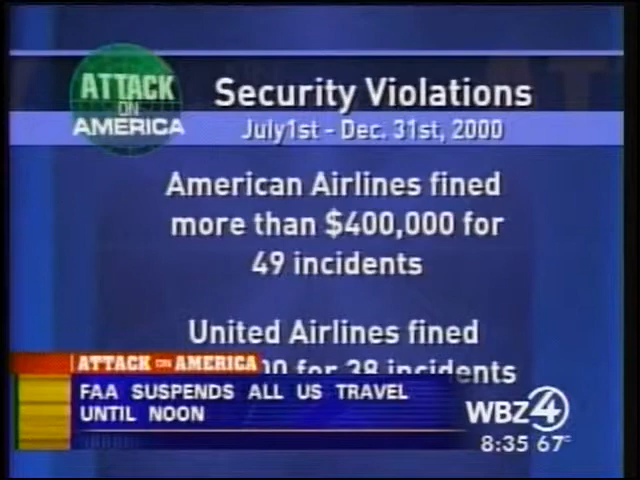 ATTACK
ON
AMERICA
Security Violations
July1st - Dec. 31st, 2000
American Airlines fined
more than $400,000 for
49 incidents
United Airlines fined
for 38 incidents
ATTACK ON AMERICA
FAA SUSPENDS ALL US TRAVEL
UNTIL NOON
WBZ4
8:35 67°